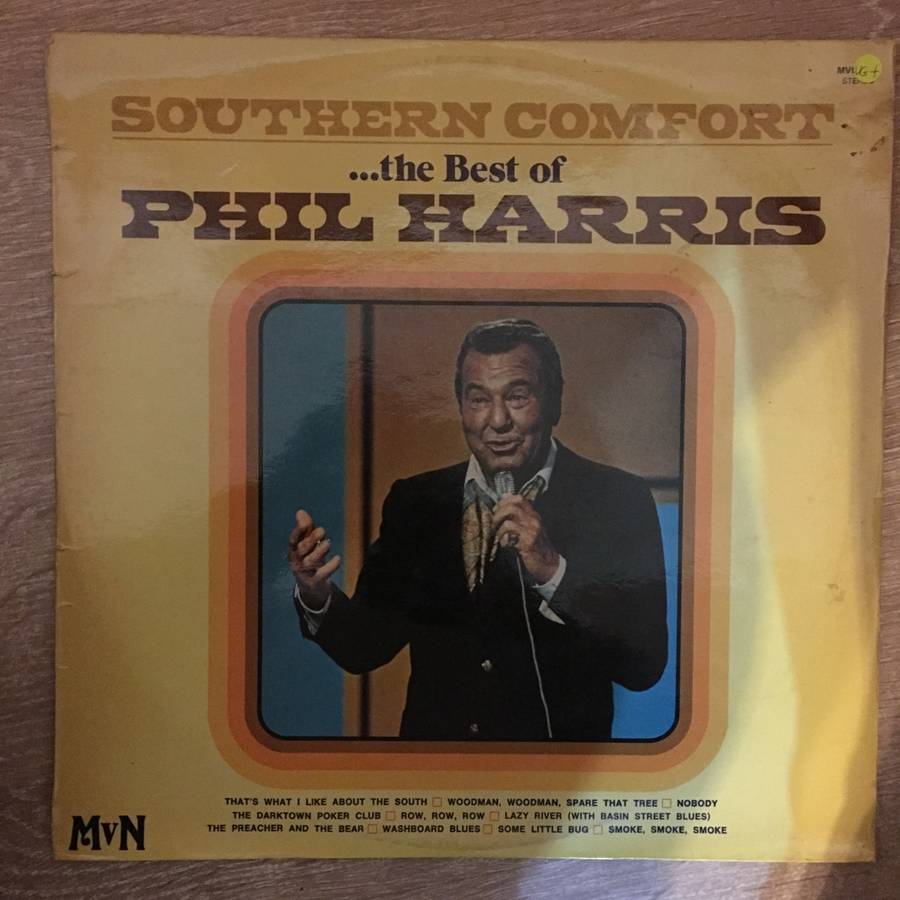 G+
SOUTHERN COMFORT
...the Best of
PHIL HARRIS
THAT'S WHAT I LIKE ABOUT THE SOUTH □ WOODMAN, WOODMAN, SPARE THAT TREE □ NOBODY
THE DARKTOWN POKER CLUB □ ROW, ROW, ROW □ LAZY RIVER (WITH BASIN STREET BLUES)
THE PREACHER AND THE BEAR □ WASHBOARD BLUES □ SOME LITTLE BUG □ SMOKE, SMOKE, SMOKE
MvN